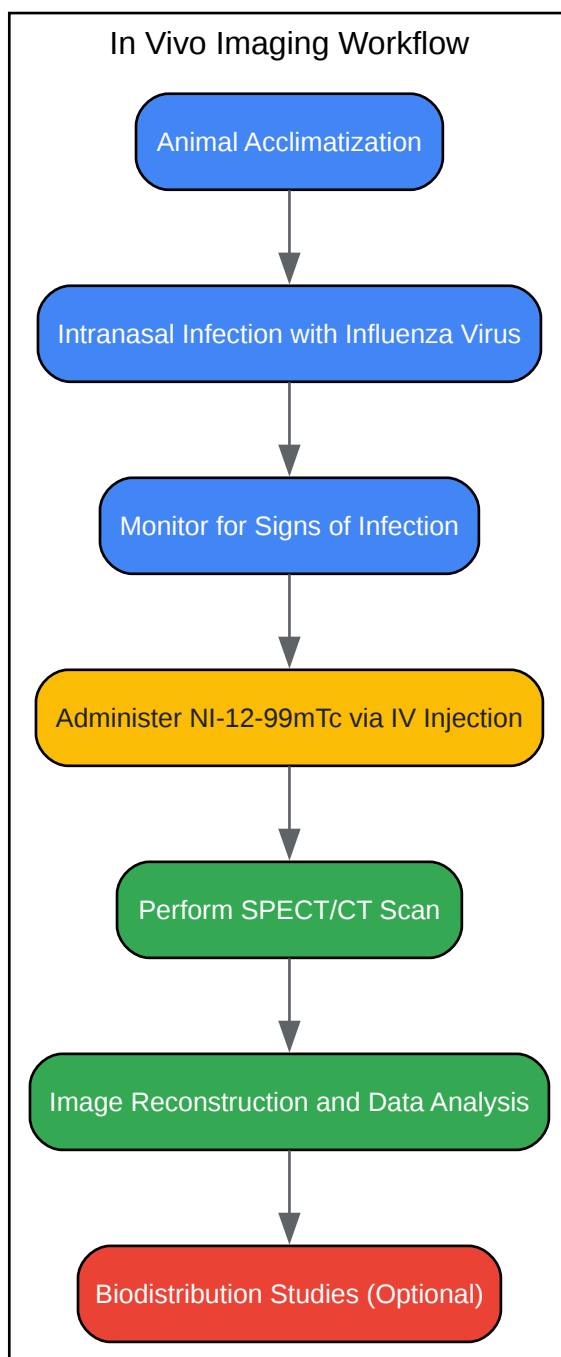 In Vivo Imaging Workflow
Animal Acclimatization
Intranasal Infection with Influenza Virus
Monitor for Signs of Infection
Administer NI-12-99mTc via IV Injection
Perform SPECT/CT Scan
Image Reconstruction and Data Analysis
Biodistribution Studies (Optional)